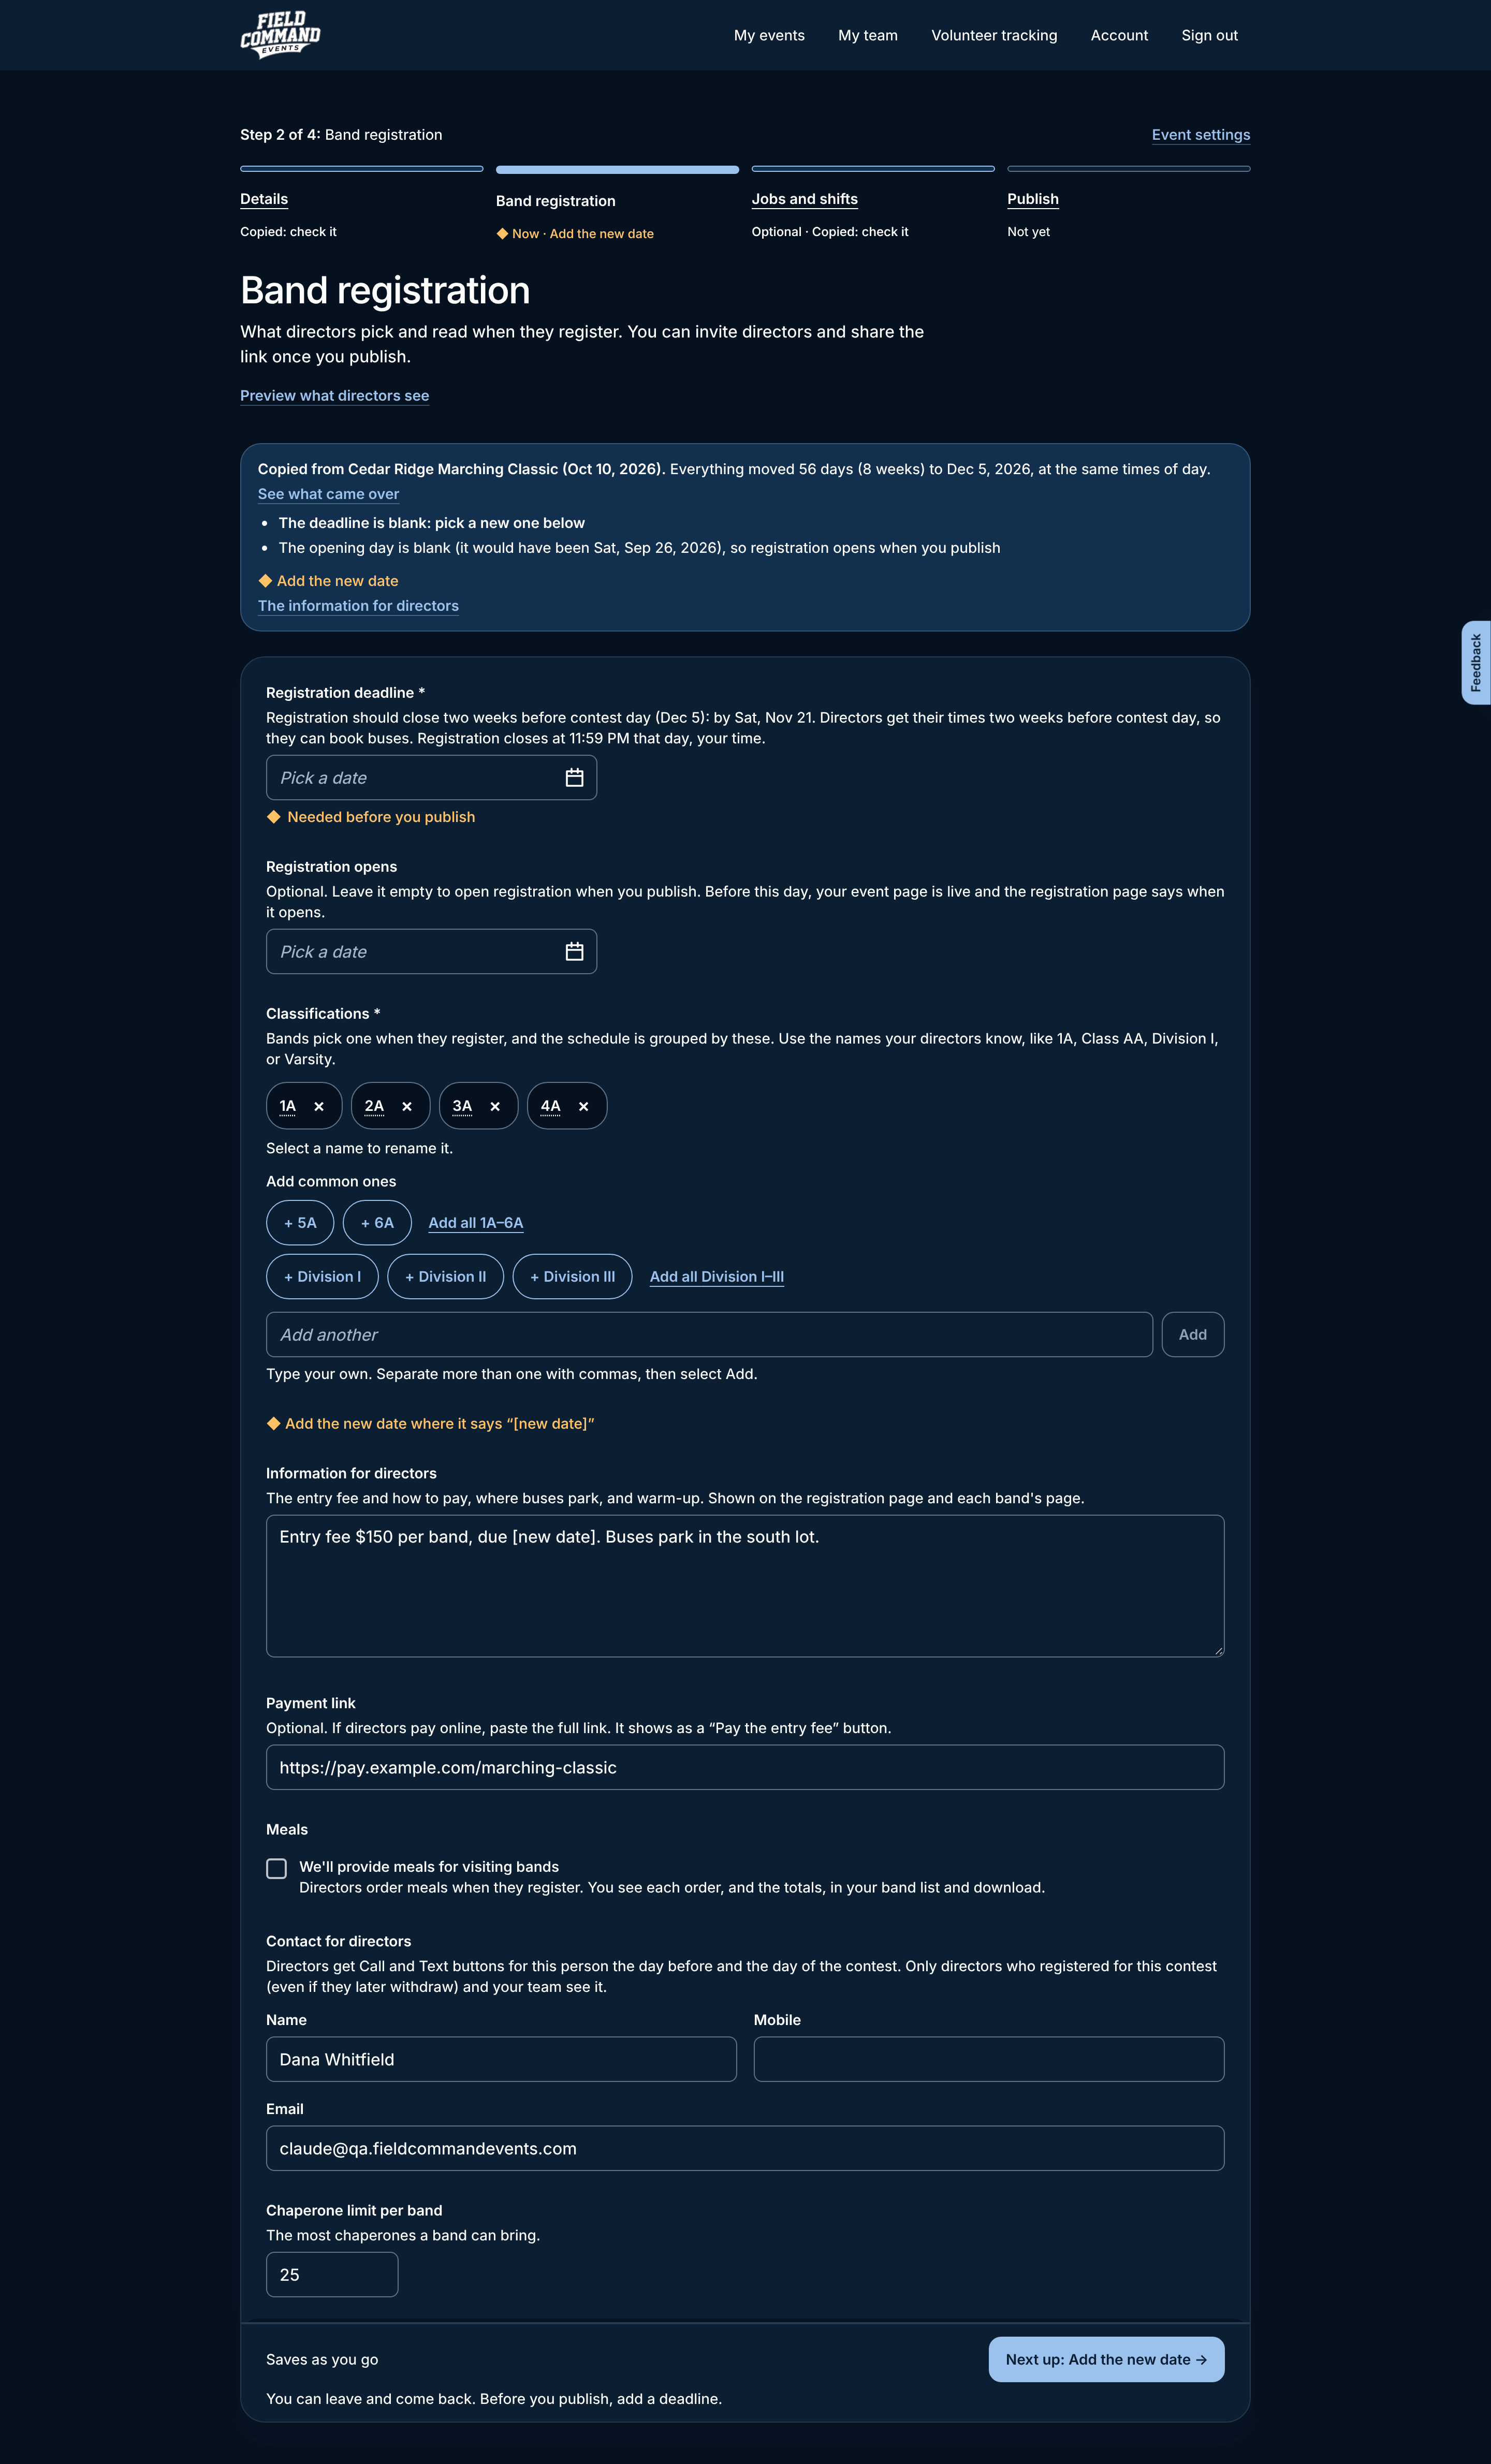 FIELD
COMMAND
EVENTS
My events
My team
Volunteer tracking
Account
Sign out
Step 2 of 4: Band registration
Event settings
Details
Copied: check it
Band registration
◆ Now · Add the new date
Jobs and shifts
Optional · Copied: check it
Publish
Not yet
Band registration
What directors pick and read when they register. You can invite directors and share the
link once you publish.
Preview what directors see
Copied from Cedar Ridge Marching Classic (Oct 10, 2026). Everything moved 56 days (8 weeks) to Dec 5, 2026, at the same times of day.
See what came over
• The deadline is blank: pick a new one below
• The opening day is blank (it would have been Sat, Sep 26, 2026), so registration opens when you publish
◆ Add the new date
The information for directors
Feedback
Registration deadline *
Registration should close two weeks before contest day (Dec 5): by Sat, Nov 21. Directors get their times two weeks before contest day, so
they can book buses. Registration closes at 11:59 PM that day, your time.
Pick a date
◆ Needed before you publish
Registration opens
Optional. Leave it empty to open registration when you publish. Before this day, your event page is live and the registration page says when
it opens.
Pick a date
Classifications *
Bands pick one when they register, and the schedule is grouped by these. Use the names your directors know, like 1A, Class AA, Division I,
or Varsity.
1A × 2A × 3A × 4A ×
Select a name to rename it.
Add common ones
+ 5A + 6A Add all 1A–6A
+ Division I + Division II + Division III Add all Division I–III
Add another
Add
Type your own. Separate more than one with commas, then select Add.
◆ Add the new date where it says “[new date]”
Information for directors
The entry fee and how to pay, where buses park, and warm-up. Shown on the registration page and each band's page.
Entry fee $150 per band, due [new date]. Buses park in the south lot.
Payment link
Optional. If directors pay online, paste the full link. It shows as a “Pay the entry fee” button.
https://pay.example.com/marching-classic
Meals
We'll provide meals for visiting bands
Directors order meals when they register. You see each order, and the totals, in your band list and download.
Contact for directors
Directors get Call and Text buttons for this person the day before and the day of the contest. Only directors who registered for this contest
(even if they later withdraw) and your team see it.
Name
Dana Whitfield
Mobile
Email
claude@qa.fieldcommandevents.com
Chaperone limit per band
The most chaperones a band can bring.
25
Saves as you go
Next up: Add the new date →
You can leave and come back. Before you publish, add a deadline.